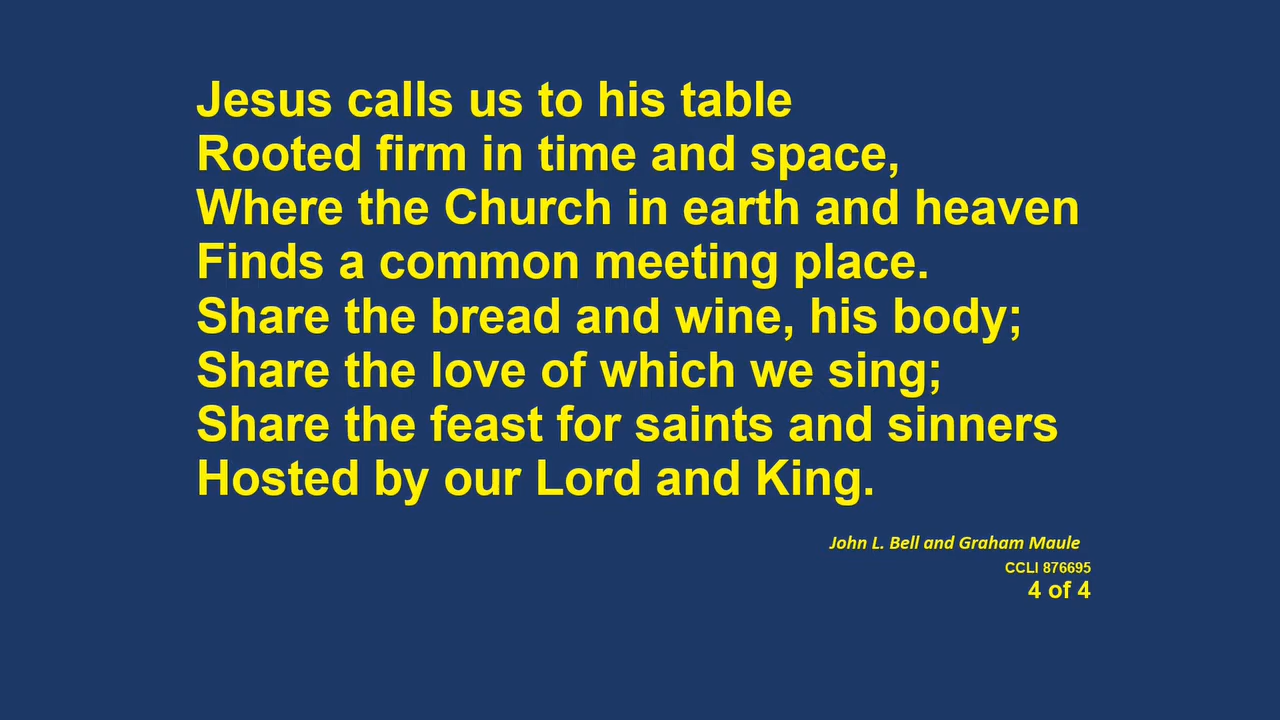 Jesus calls us to his table
Rooted firm in time and space,
Where the Church in earth and heaven
Finds a common meeting place.
Share the bread and wine, his body;
Share the love of which we sing;
Share the feast for saints and sinners
Hosted by our Lord and King.
John L. Bell and Graham Maule
CCLI 876695
4 of 4